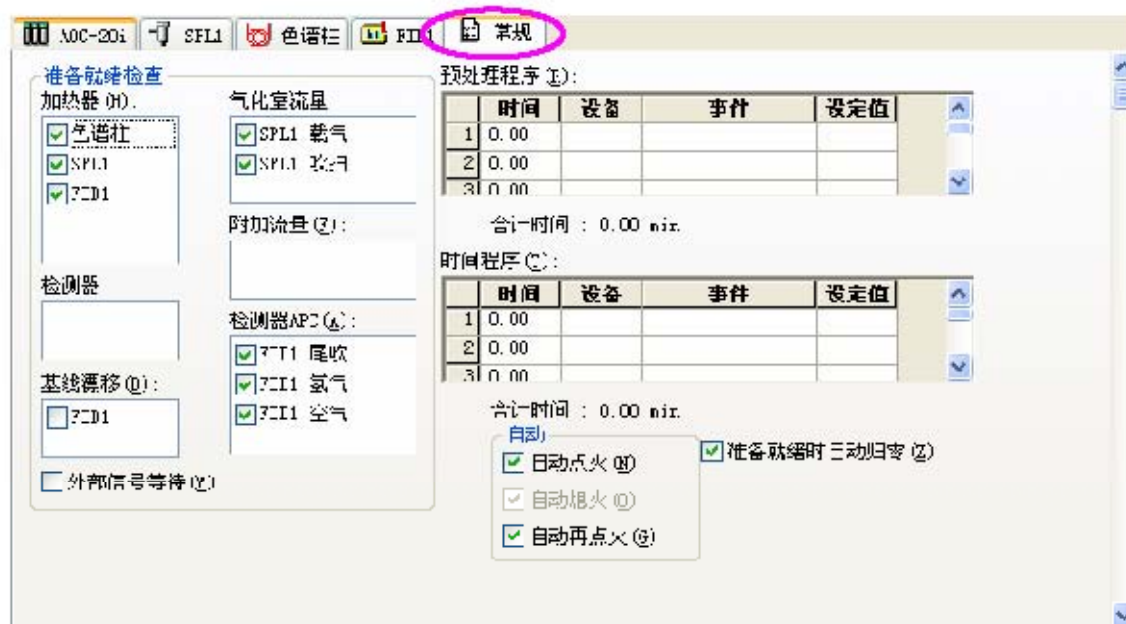 AOC-20i SPL1 色谱柱 FID1 常规
准备就绪检查
加热器(H):
色谱柱
SPL1
FID1
气化室流量
SPL1 载气
SPL1 吹扫
附加流量(F):
检测器
检测器APC(A):
FID1 尾吹
FID1 氢气
FID1 空气
基线漂移(D):
FID1
外部信号等待(Y)
预处理程序(E):
时间 设备 事件 设定值
1 0.00
2 0.00
3 0.00
合计时间 : 0.00 min.
时间程序(T):
时间 设备 事件 设定值
1 0.00
2 0.00
3 0.00
合计时间 : 0.00 min.
自动
自动点火(N)
自动熄火(O)
自动再点火(G)
准备就绪时自动归零(Z)